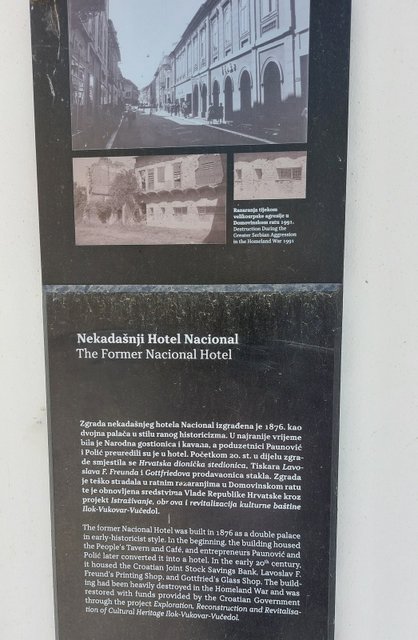 Razaranja tijekom
velikosrpske agresije u
Domovinskom ratu 1991.
Destruction During the
Greater Serbian Aggression
in the Homeland War 1991
Nekadašnji Hotel Nacional
The Former Nacional Hotel
Zgrada nekadašnjeg hotela Nacional izgrađena je 1876. kao
dvojna palača u stilu ranog historicizma. U najranije vrijeme
bila je Narodna gostionica i kavana, a poduzetnici Paunović
i Polić preuredili su je u hotel. Početkom 20. st. u dijelu zgra-
de smjestila se Hrvatska dionička štedionica, Tiskara Lavo-
slava F. Freunda i Gottfriedova prodavaonica stakla. Zgrada
je teško stradala u ratnim razaranjima u Domovinskom ratu
te je obnovljena sredstvima Vlade Republike Hrvatske kroz
projekt Istraživanje, obnova i revitalizacija kulturne baštine
Ilok-Vukovar-Vučedol.
The former Nacional Hotel was built in 1876 as a double palace
in early-historicist style. In the beginning, the building housed
the People's Tavern and Café, and entrepreneurs Paunović and
Polić later converted it into a hotel. In the early 20th century,
it housed the Croatian Joint Stock Savings Bank, Lavoslav F.
Freund's Printing Shop, and Gottfried's Glass Shop. The build-
ing had been heavily destroyed in the Homeland War and was
restored with funds provided by the Croatian Government
through the project Exploration, Reconstruction and Revitalisa-
tion of Cultural Heritage Ilok-Vukovar-Vučedol.